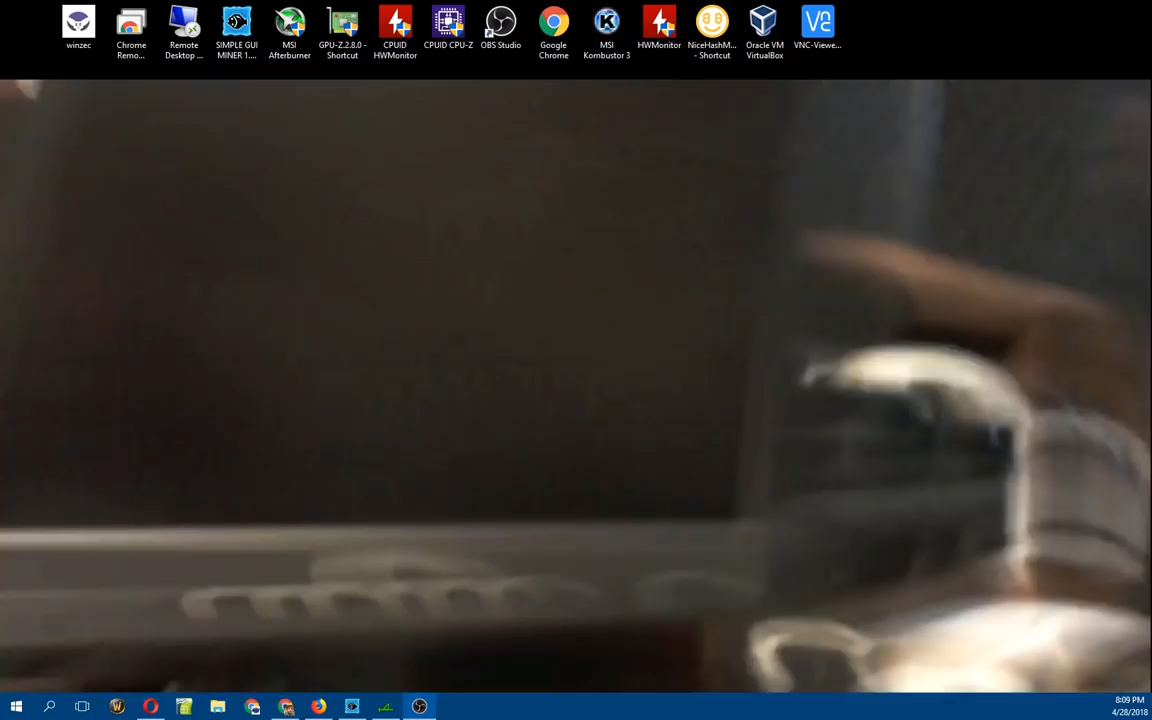 winzec
Chrome
Remo...
Remote
Desktop ...
SIMPLE GUI
MINER 1....
MSI
Afterburner
GPU-Z.2.8.0 -
Shortcut
CPUID
HWMonitor
CPUID CPU-Z
OBS Studio
Google
Chrome
MSI
Kombustor 3
HWMonitor
NiceHashM...
- Shortcut
Oracle VM
VirtualBox
VNC-Viewe...
8:09 PM
4/28/2018